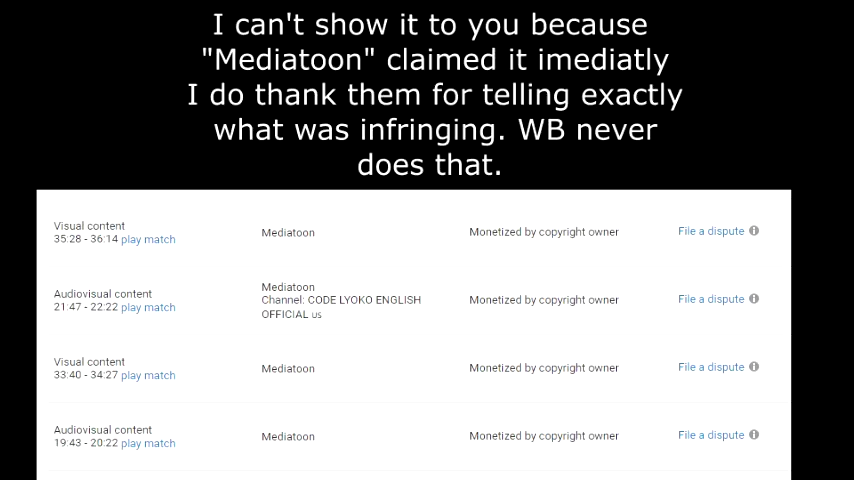 I can't show it to you because
"Mediatoon" claimed it imediatly
I do thank them for telling exactly
what was infringing. WB never
does that.
Visual content
35:28 - 36:14 play match
Mediatoon
Monetized by copyright owner
File a dispute
Audiovisual content
21:47 - 22:22 play match
Mediatoon
Channel: CODE LYOKO ENGLISH
OFFICIAL us
Monetized by copyright owner
File a dispute
Visual content
33:40 - 34:27 play match
Mediatoon
Monetized by copyright owner
File a dispute
Audiovisual content
19:43 - 20:22 play match
Mediatoon
Monetized by copyright owner
File a dispute